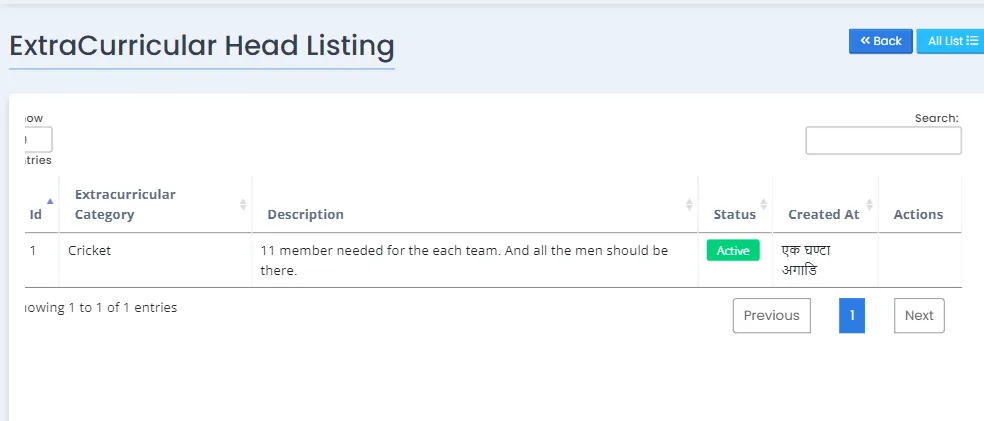 ExtraCurricular Head Listing
Back
All List
ow
Search:
ntries
Id
Extracurricular
Category
Description
Status
Created At
Actions
1
Cricket
11 member needed for the each team. And all the men should be
there.
Active
एक घण्टा
अगाडि
owing 1 to 1 of 1 entries
Previous
1
Next